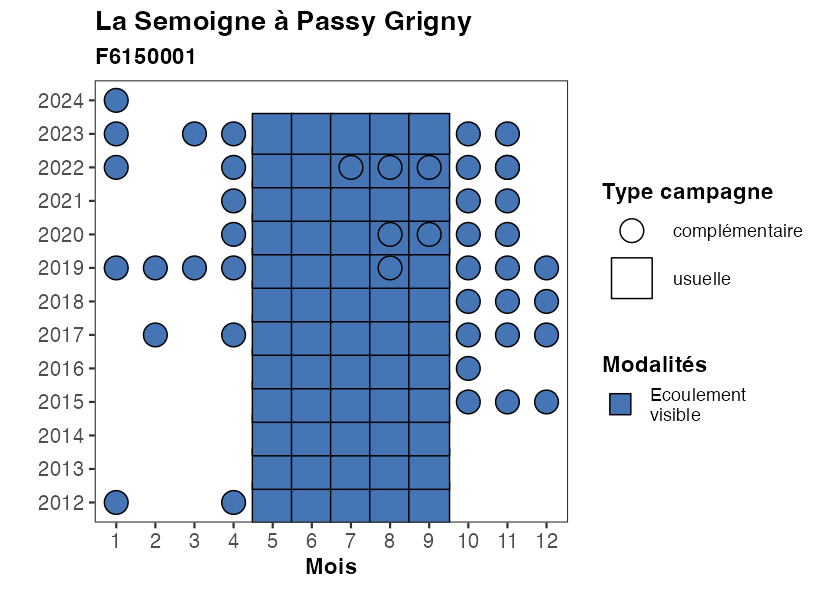 La Semoigne à Passy Grigny
F6150001
2024
2023
2022
2021
2020
2019
2018
2017
2016
2015
2014
2013
2012
1 2 3 4 5 6 7 8 9 10 11 12
Mois
Type campagne
complémentaire
usuelle
Modalités
Ecoulement
visible